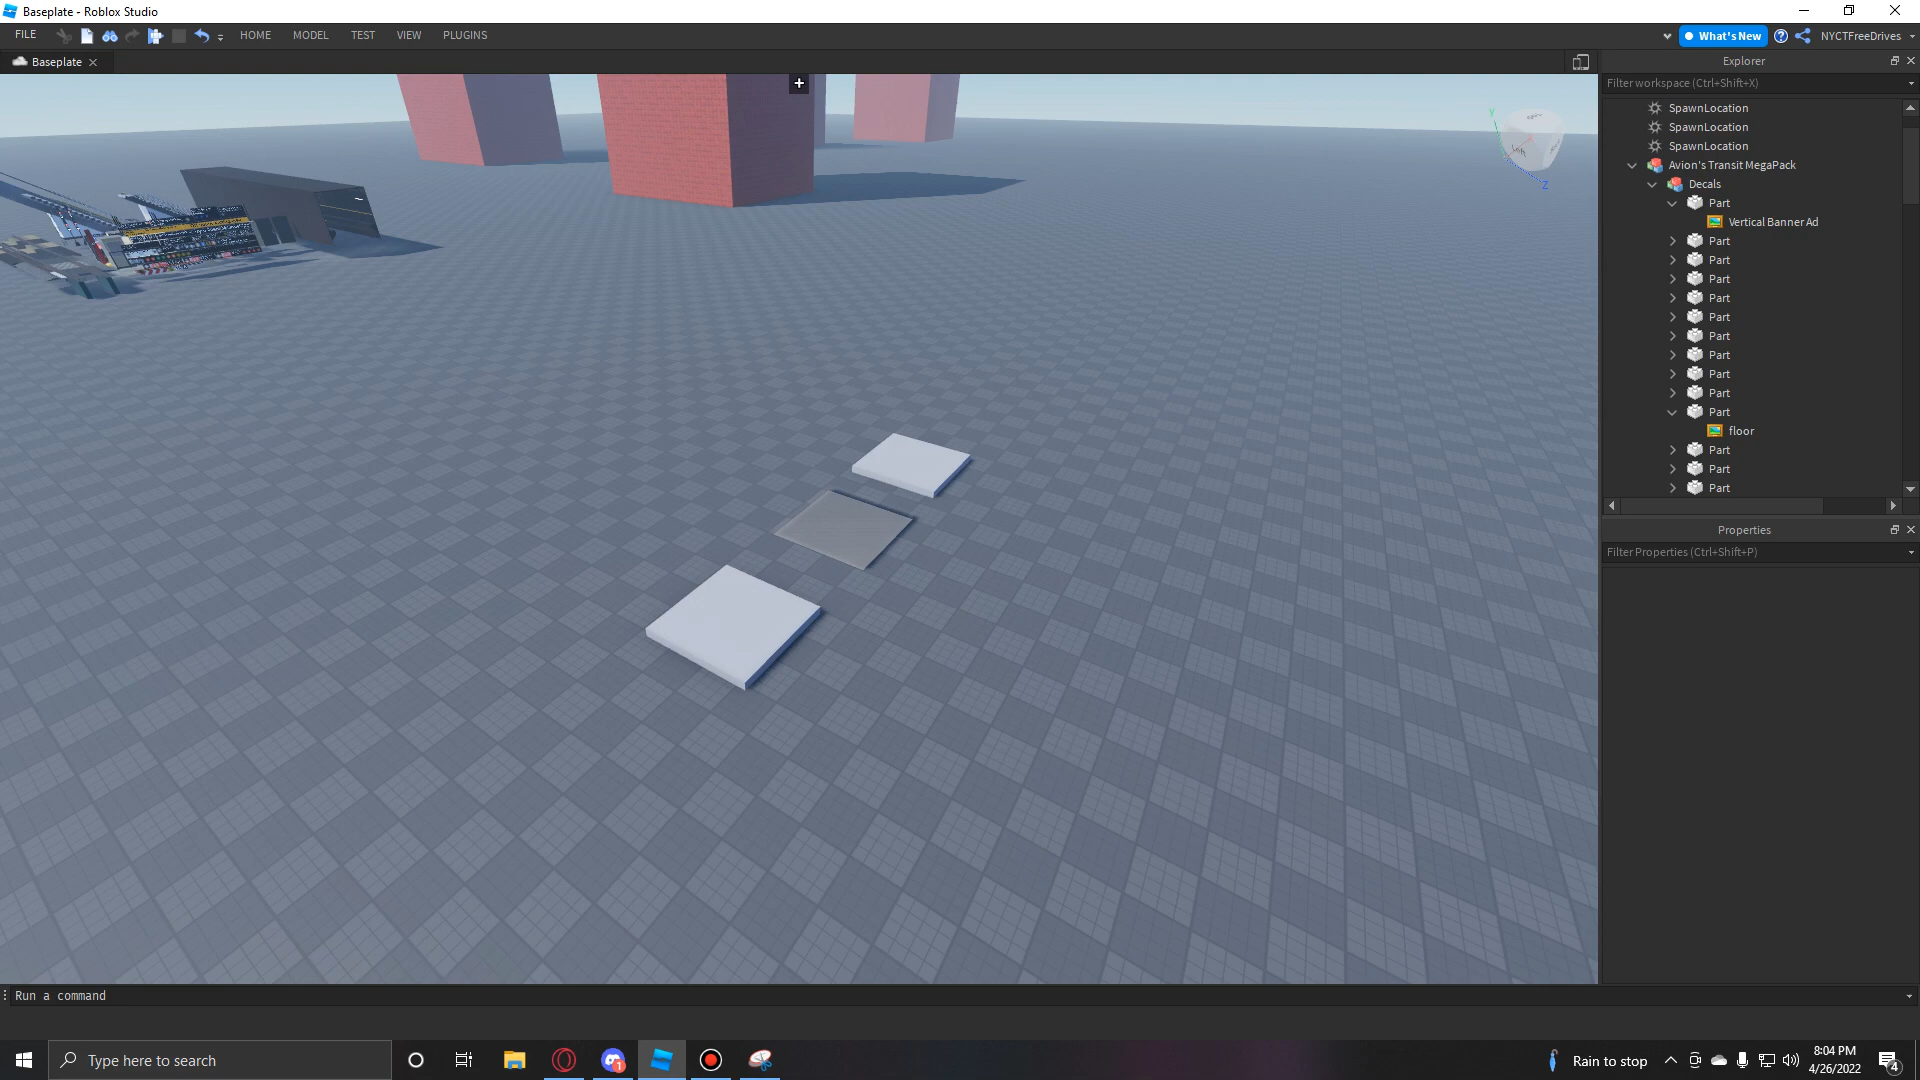 Baseplate - Roblox Studio
FILE
HOME
MODEL
TEST
VIEW
PLUGINS
What's New
NYCTFreeDrives
Baseplate
Explorer
Filter workspace (Ctrl+Shift+X)
SpawnLocation
SpawnLocation
SpawnLocation
Avion's Transit MegaPack
Decals
Part
Vertical Banner Ad
Part
Part
Part
Part
Part
Part
Part
Part
Part
Part
floor
Part
Part
Part
Properties
Filter Properties (Ctrl+Shift+P)
Y
Left
Z
Run a command
Type here to search
1
Rain to stop
8:04 PM
4/26/2022
4